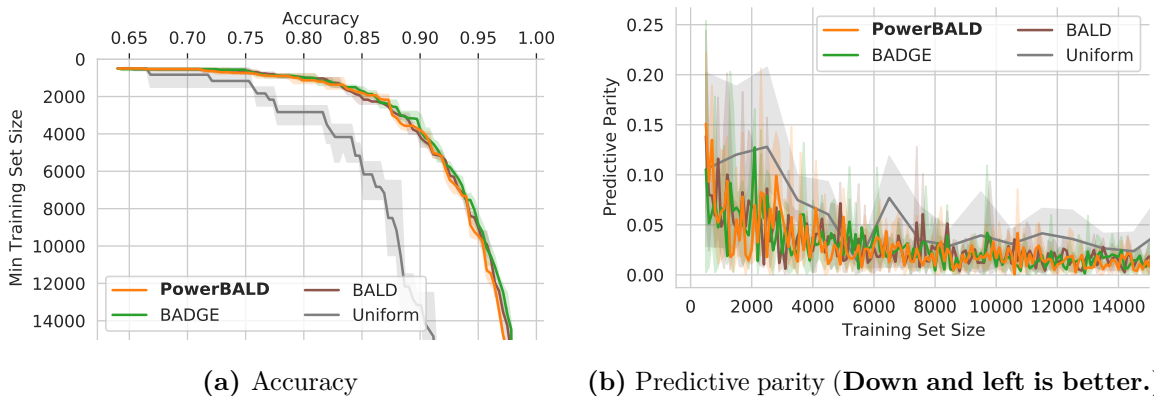 Accuracy
0.65 0.70 0.75 0.80 0.85 0.90 0.95 1.00
Min Training Set Size
0
2000
4000
6000
8000
10000
12000
14000
PowerBALD
BADGE
BALD
Uniform
(a) Accuracy
Predictive Parity
0.25
0.20
0.15
0.10
0.05
0.00
PowerBALD
BADGE
BALD
Uniform
0 2000 4000 6000 8000 10000 12000 14000
Training Set Size
(b) Predictive parity (Down and left is better.)